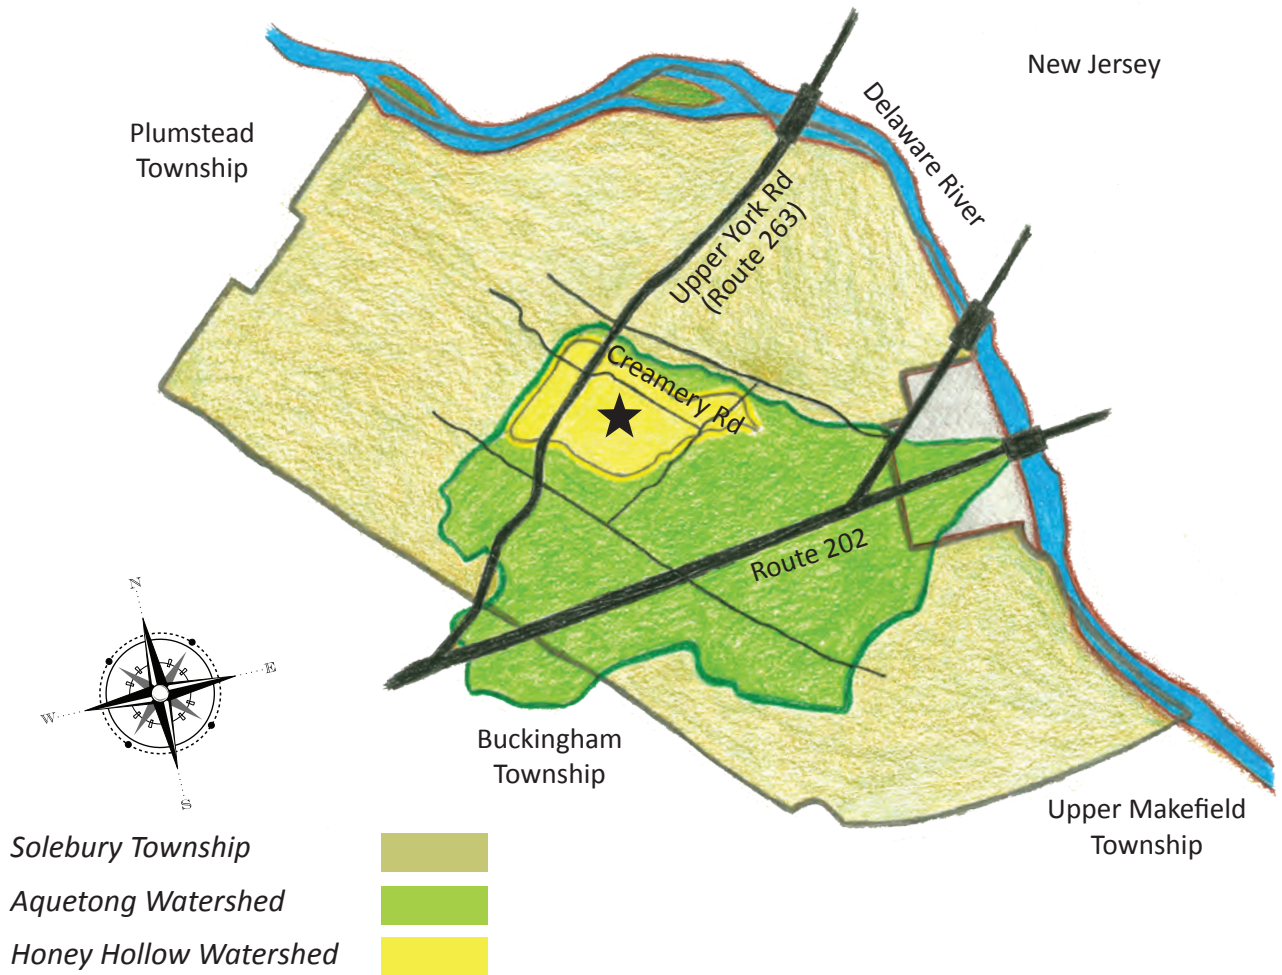 New Jersey
Delaware River
Plumstead
Township
Upper York Rd
(Route 263)
Creamery Rd
Route 202
N
E
W
S
Buckingham
Township
Upper Makefield
Township
Solebury Township
Aquetong Watershed
Honey Hollow Watershed